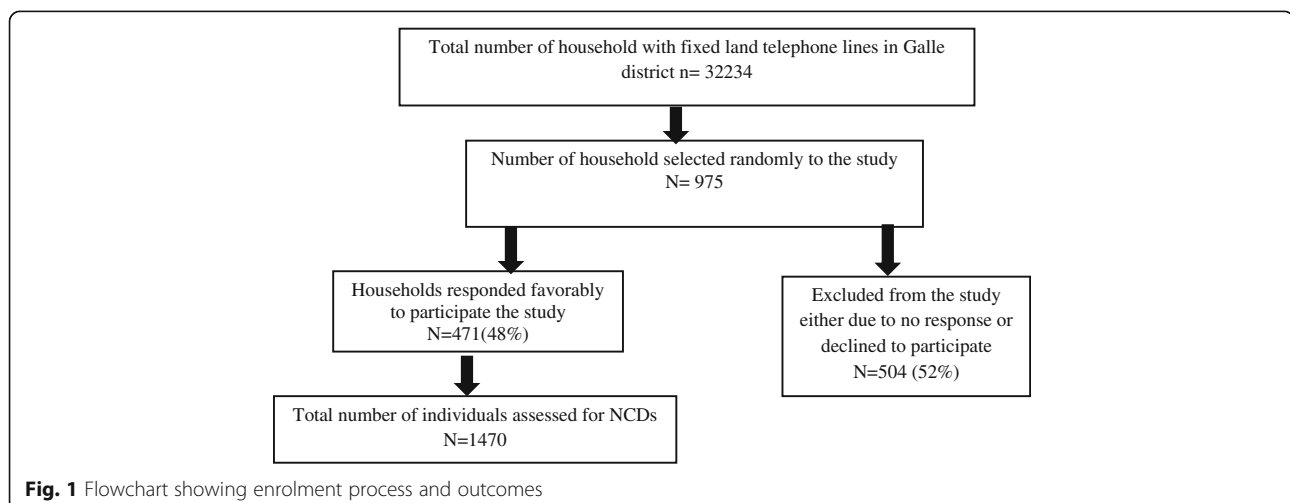 Total number of household with fixed land telephone lines in Galle
district n= 32234
Number of household selected randomly to the study
N= 975
Households responded favorably
to participate the study
N=471(48%)
Excluded from the study
either due to no response or
declined to participate
N=504 (52%)
Total number of individuals assessed for NCDs
N=1470
Fig. 1 Flowchart showing enrolment process and outcomes